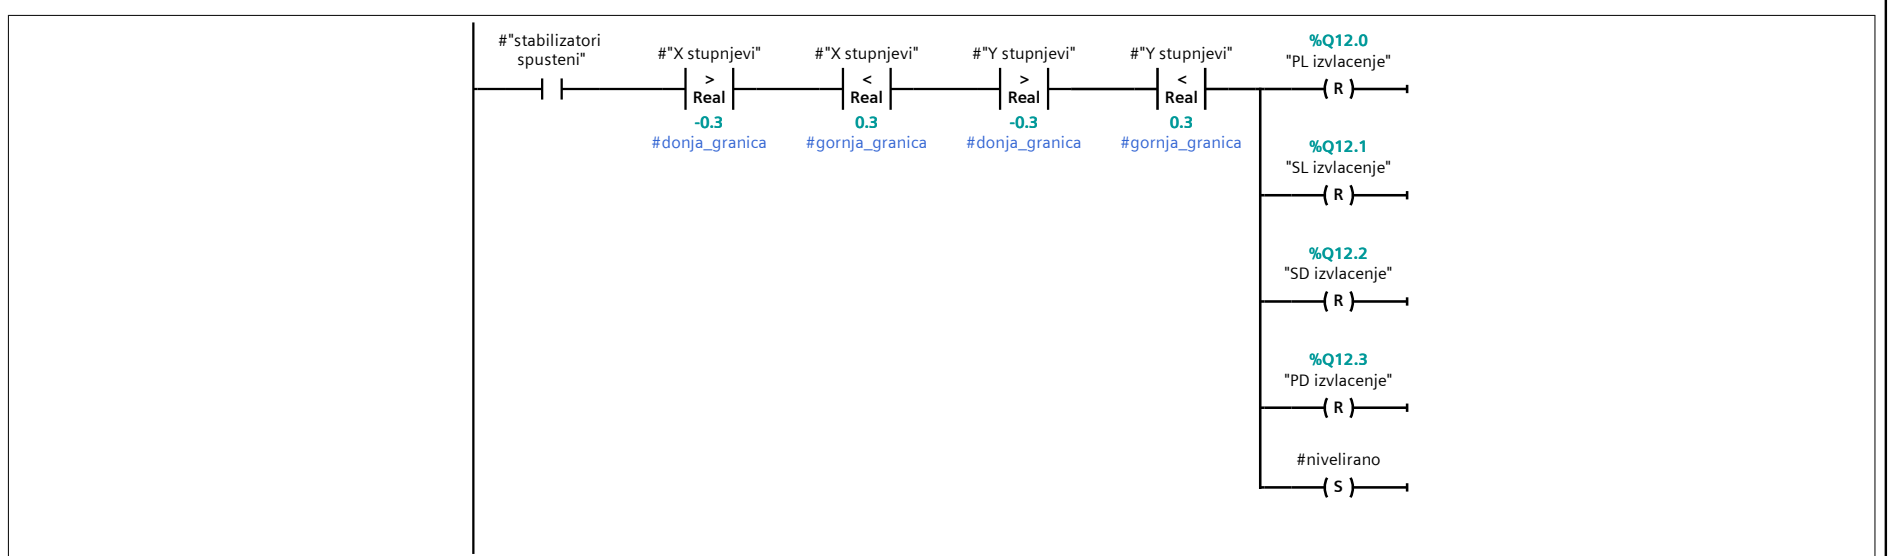 #"stabilizatori
spusteni"
#"X stupnjevi"
>
Real
-0.3
#donja_granica
#"X stupnjevi"
<
Real
0.3
#gornja_granica
#"Y stupnjevi"
>
Real
-0.3
#donja_granica
#"Y stupnjevi"
<
Real
0.3
#gornja_granica
%Q12.0
"PL izvlacenje"
( R )
%Q12.1
"SL izvlacenje"
( R )
%Q12.2
"SD izvlacenje"
( R )
%Q12.3
"PD izvlacenje"
( R )
#nivelirano
( S )